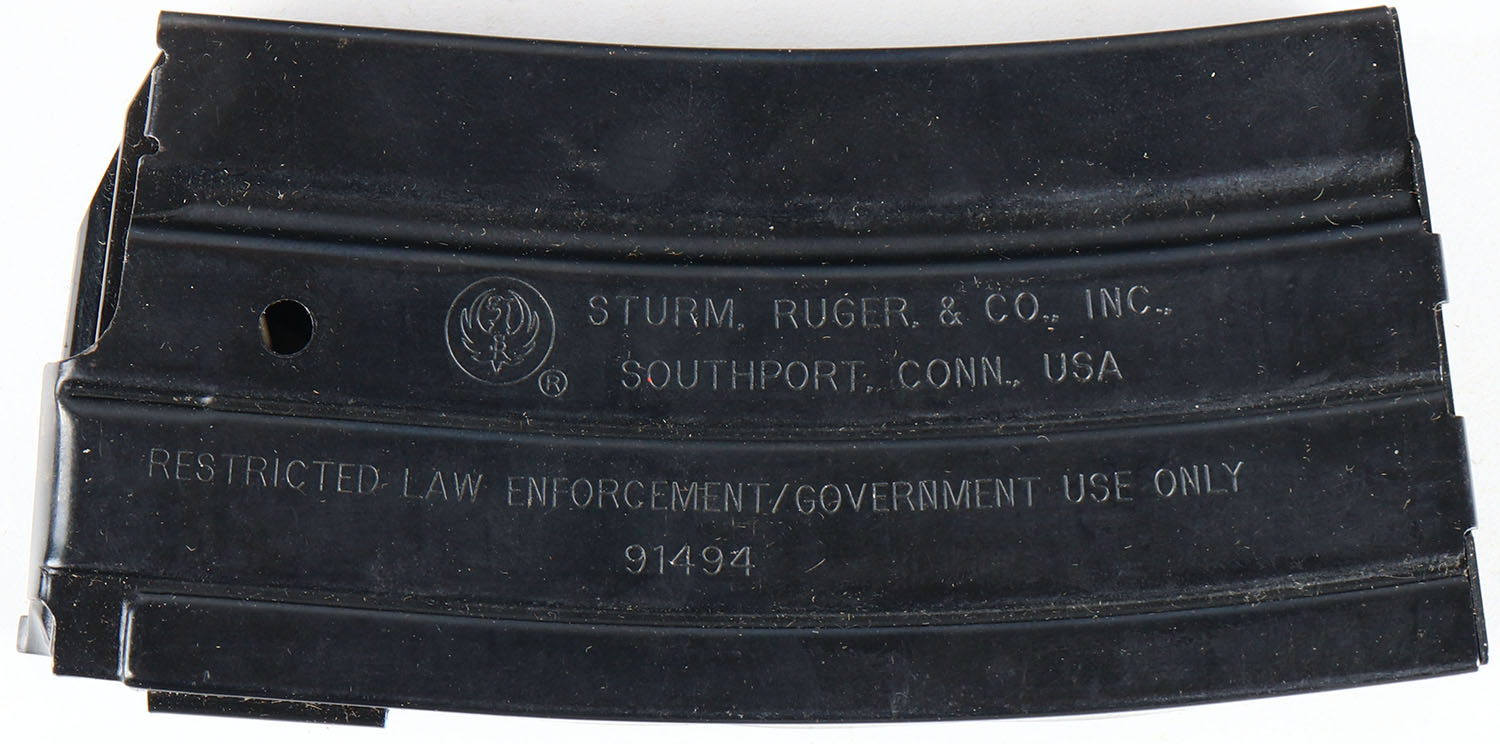 STURM, RUGER, & CO., INC.,
®
SOUTHPORT, CONN., USA
RESTRICTED LAW ENFORCEMENT/GOVERNMENT USE ONLY
91494